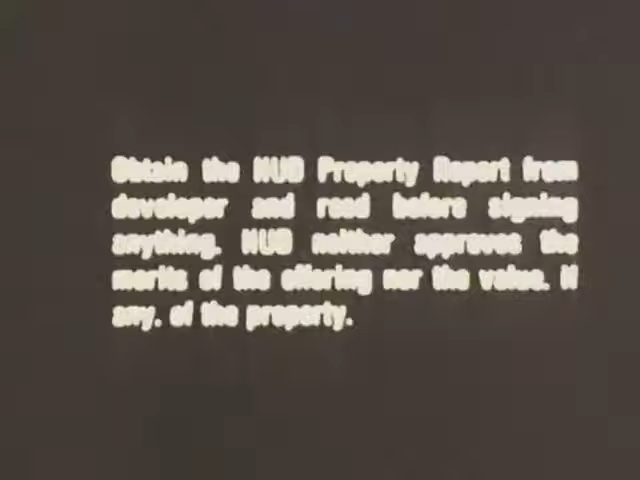 Obtain the HUD Property Report from
developer and read before signing
anything. HUD neither approves the
merits of the offering nor the value. if
any. of the property.